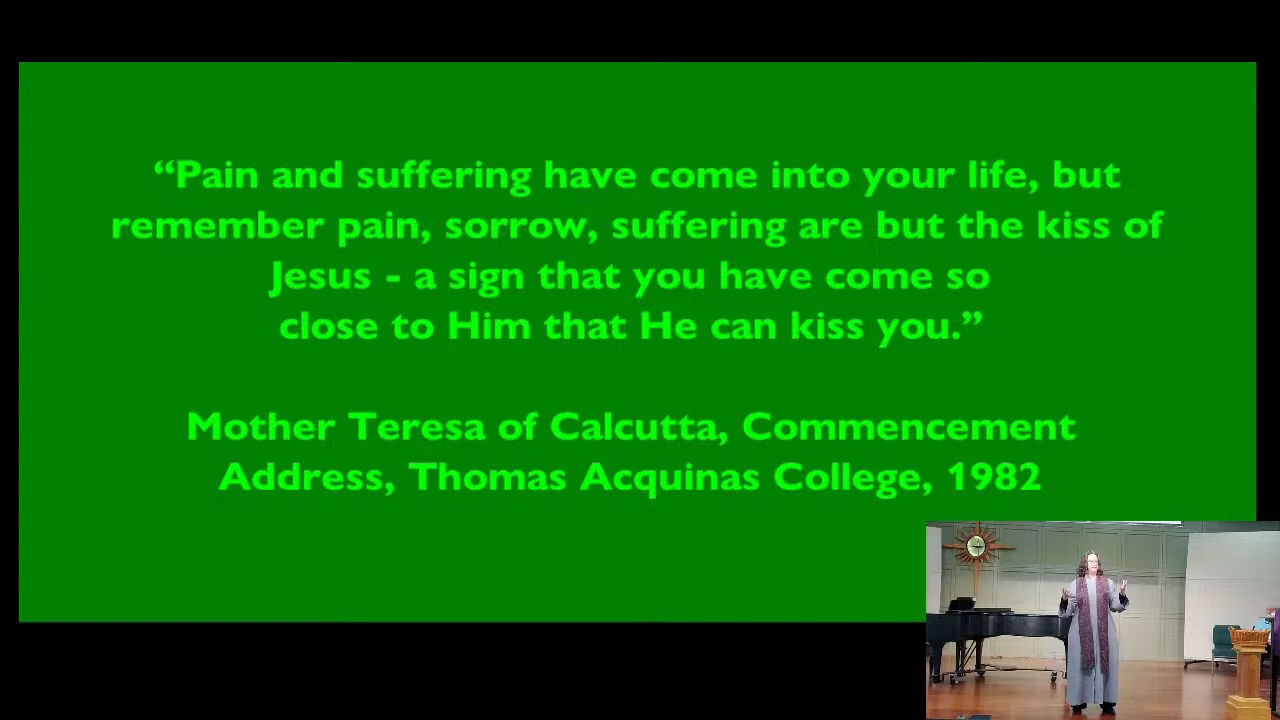 “Pain and suffering have come into your life, but
remember pain, sorrow, suffering are but the kiss of
Jesus - a sign that you have come so
close to Him that He can kiss you.”
Mother Teresa of Calcutta, Commencement
Address, Thomas Acquinas College, 1982